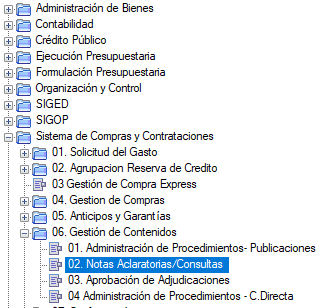 Administración de Bienes
Contabilidad
Crédito Público
Ejecución Presupuestaria
Formulación Presupuestaria
Organización y Control
SIGED
SIGOP
Sistema de Compras y Contrataciones
01. Solicitud del Gasto
02. Agrupacion Reserva de Credito
03 Gestión de Compra Express
04. Gestion de Compras
05. Anticipos y Garantías
06. Gestión de Contenidos
01. Administración de Procedimientos- Publicaciones
02. Notas Aclaratorias/Consultas
03. Aprobación de Adjudicaciones
04 Administración de Procedimientos - C.Directa